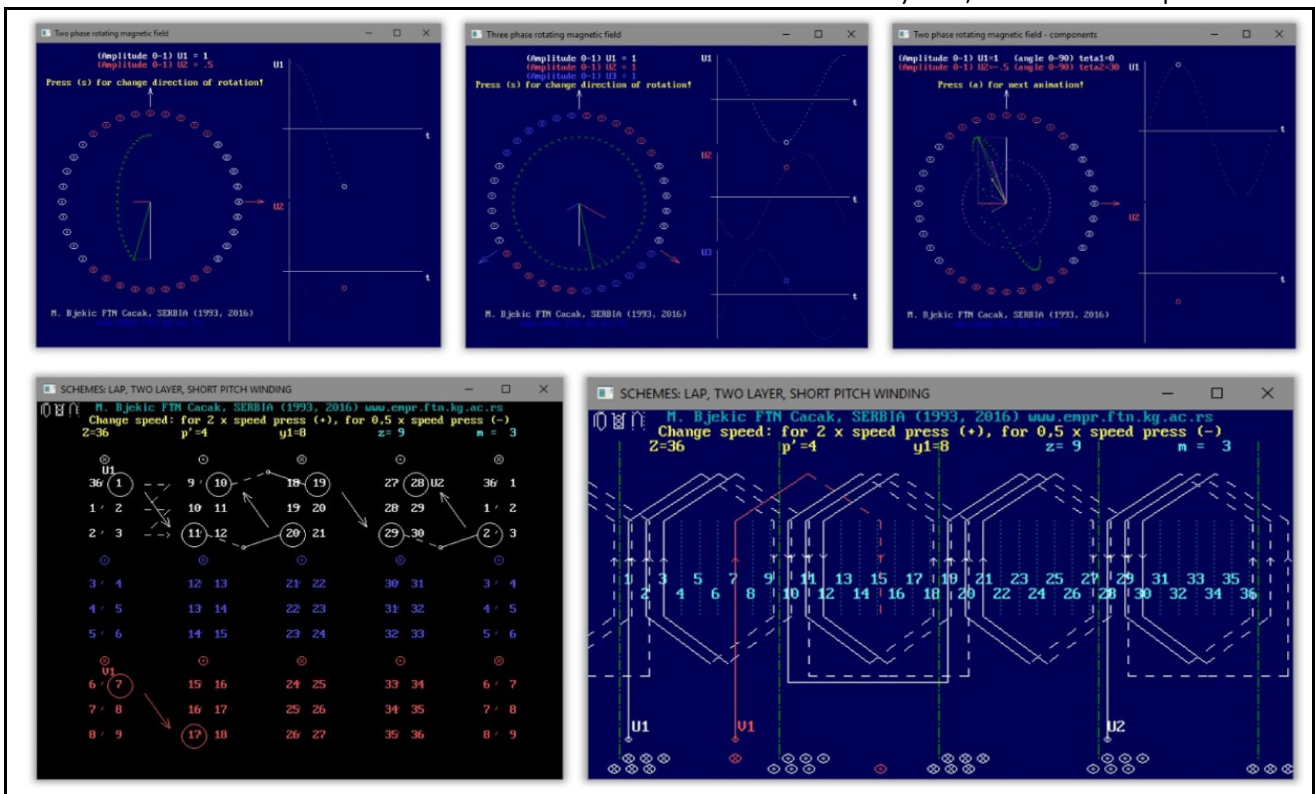 Two phase rotating magnetic field
(Amplitude 0-1) U1 = 1
(Amplitude 0-1) U2 = .5
Press (s) for change direction of rotation!
U1
t
U2
t
M. Bjekic FTN Cacak, SERBIA (1993, 2016)
Three phase rotating magnetic field
(Amplitude 0-1) U1 = 1
(Amplitude 0-1) U2 = 1
(Amplitude 0-1) U3 = 1
Press (s) for change direction of rotation!
U1
t
U2
U3
t
M. Bjekic FTN Cacak, SERBIA (1993, 2016)
Two phase rotating magnetic field - components
(Amplitude 0-1) U1=1 (angle 0-90) teta1=0
(Amplitude 0-1) U2=-.5 (angle 0-90) teta2=30
Press (a) for next animation!
U1
t
U2
t
M. Bjekic FTN Cacak, SERBIA (1993, 2016)
SCHEMES: LAP, TWO LAYER, SHORT PITCH WINDING
M. Bjekic FTN Cacak, SERBIA (1993, 2016) www.empr.ftn.kg.ac.rs
Change speed: for 2 x speed press (+), for 0,5 x speed press (-)
Z=36 p'=4 y1=8 z= 9 m = 3
U1
36' 1 9' 10 18' 19 27' 28 U2 36' 1
1' 2 10' 11 19' 20 28' 29 1' 2
2' 3 11' 12 20' 21 29' 30 2' 3
3' 4 12' 13 21' 22 30' 31 3' 4
4' 5 13' 14 22' 23 31' 32 4' 5
5' 6 14' 15 23' 24 32' 33 5' 6
V1
6' 7 15' 16 24' 25 33' 34 6' 7
7' 8 16' 17 25' 26 34' 35 7' 8
8' 9 17' 18 26' 27 35' 36 8' 9
SCHEMES: LAP, TWO LAYER, SHORT PITCH WINDING
M. Bjekic FTN Cacak, SERBIA (1993, 2016) www.empr.ftn.kg.ac.rs
Change speed: for 2 x speed press (+), for 0,5 x speed press (-)
Z=36 p'=4 y1=8 z= 9 m = 3
1 3 5 7 9 11 13 15 17 19 21 23 25 27 29 31 33 35
2 4 6 8 10 12 14 16 18 20 22 24 26 28 30 32 34 36
U1 V1 U2